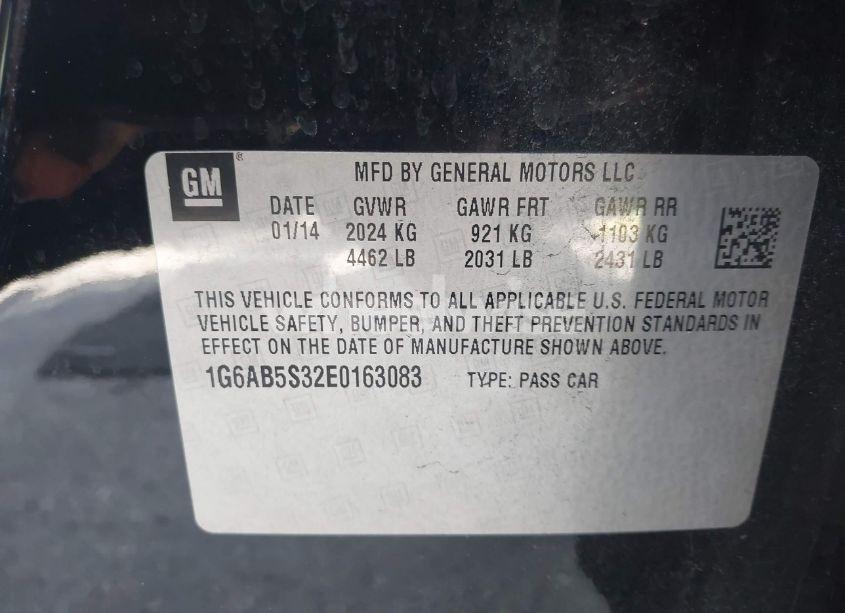 GM ®
MFD BY GENERAL MOTORS LLC
DATE GVWR GAWR FRT GAWR RR
01/14 2024 KG 921 KG 1103 KG
4462 LB 2031 LB 2431 LB
THIS VEHICLE CONFORMS TO ALL APPLICABLE U.S. FEDERAL MOTOR
VEHICLE SAFETY, BUMPER, AND THEFT PREVENTION STANDARDS IN
EFFECT ON THE DATE OF MANUFACTURE SHOWN ABOVE.
1G6AB5S32E0163083 TYPE: PASS CAR